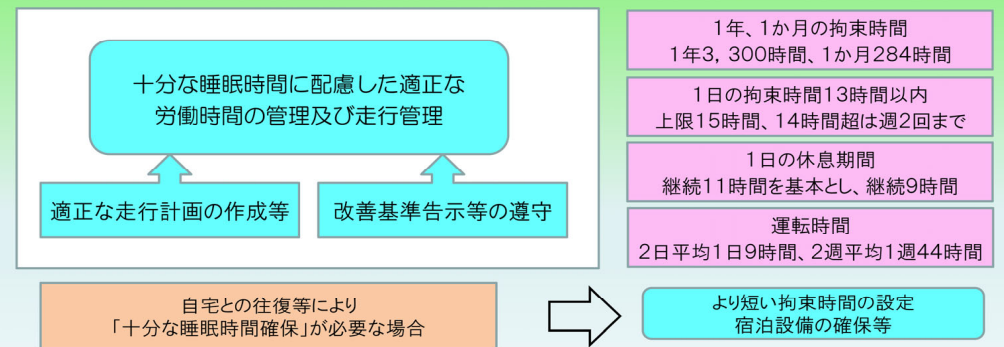 十分な睡眠時間に配慮した適正な
労働時間の管理及び走行管理
適正な走行計画の作成等
改善基準告示等の遵守
1年、1か月の拘束時間
1年3，300時間、1か月284時間
1日の拘束時間13時間以内
上限15時間、14時間超は週2回まで
1日の休息期間
継続11時間を基本とし、継続9時間
運転時間
2日平均1日9時間、2週平均1週44時間
自宅との往復等により
「十分な睡眠時間確保」が必要な場合
より短い拘束時間の設定
宿泊設備の確保等